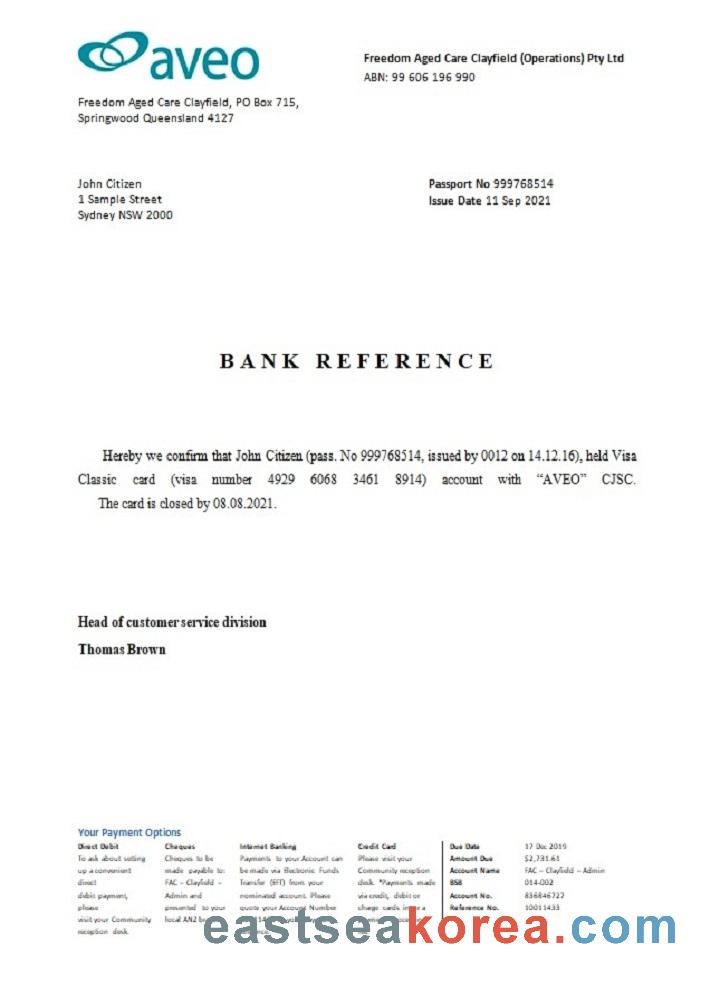 aveo
Freedom Aged Care Clayfield (Operations) Pty Ltd
ABN: 99 606 196 990
Freedom Aged Care Clayfield, PO Box 715,
Springwood Queensland 4127
John Citizen
1 Sample Street
Sydney NSW 2000
Passport No 999768514
Issue Date 11 Sep 2021
BANK REFERENCE
Hereby we confirm that John Citizen (pass. No 999768514, issued by 0012 on 14.12.16), held Visa
Classic card (visa number 4929 6068 3461 8914) account with “AVEO” CJSC.
The card is closed by 08.08.2021.
Head of customer service division
Thomas Brown
Your Payment Options
Direct Debit
To ask about setting
up a convenient
direct
debit payment,
please
visit your Community
reception desk.
Cheques
Cheques to be
made payable to:
FAC – Clayfield –
Admin and
presented to your
local ANZ
Internet Banking
Payments to your Account can
be made via Electronic Funds
Transfer (EFT) from your
nominated account. Please
quote your Account Number
Credit Card
Please visit your
Community reception
desk. *Payments made
via credit, debit or
charge cards
Due Date 17 Dec 2019
Amount Due $2,731.61
Account Name FAC – Clayfield – Admin
BSB 014-002
Account No. 836846727
Reference No. 10011433
eastseakorea.com